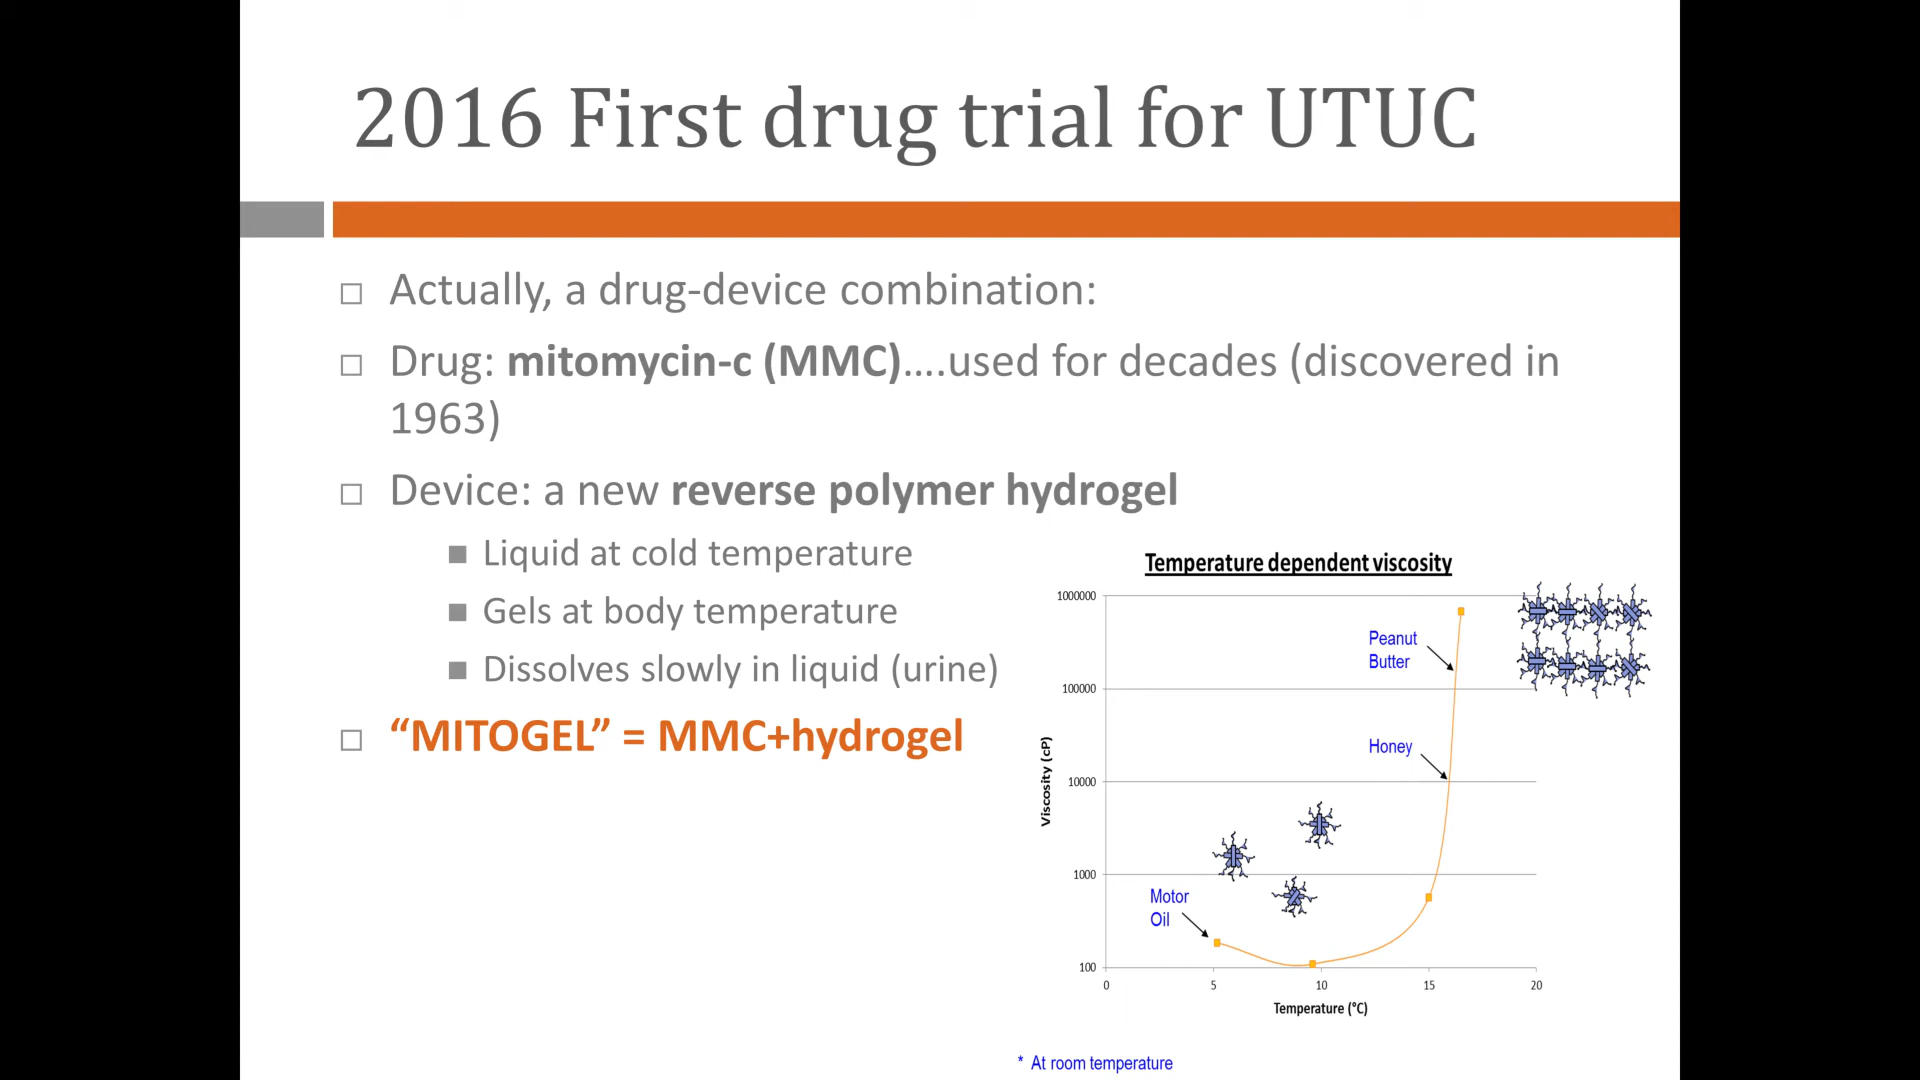 2016 First drug trial for UTUC
Actually, a drug-device combination:
Drug: mitomycin-c (MMC)....used for decades (discovered in
1963)
Device: a new reverse polymer hydrogel
Liquid at cold temperature
Gels at body temperature
Dissolves slowly in liquid (urine)
“MITOGEL” = MMC+hydrogel
Temperature dependent viscosity
1000000
100000
10000
1000
100
Viscosity (cP)
Peanut
Butter
Honey
Motor
Oil
0 5 10 15 20
Temperature (°C)
* At room temperature